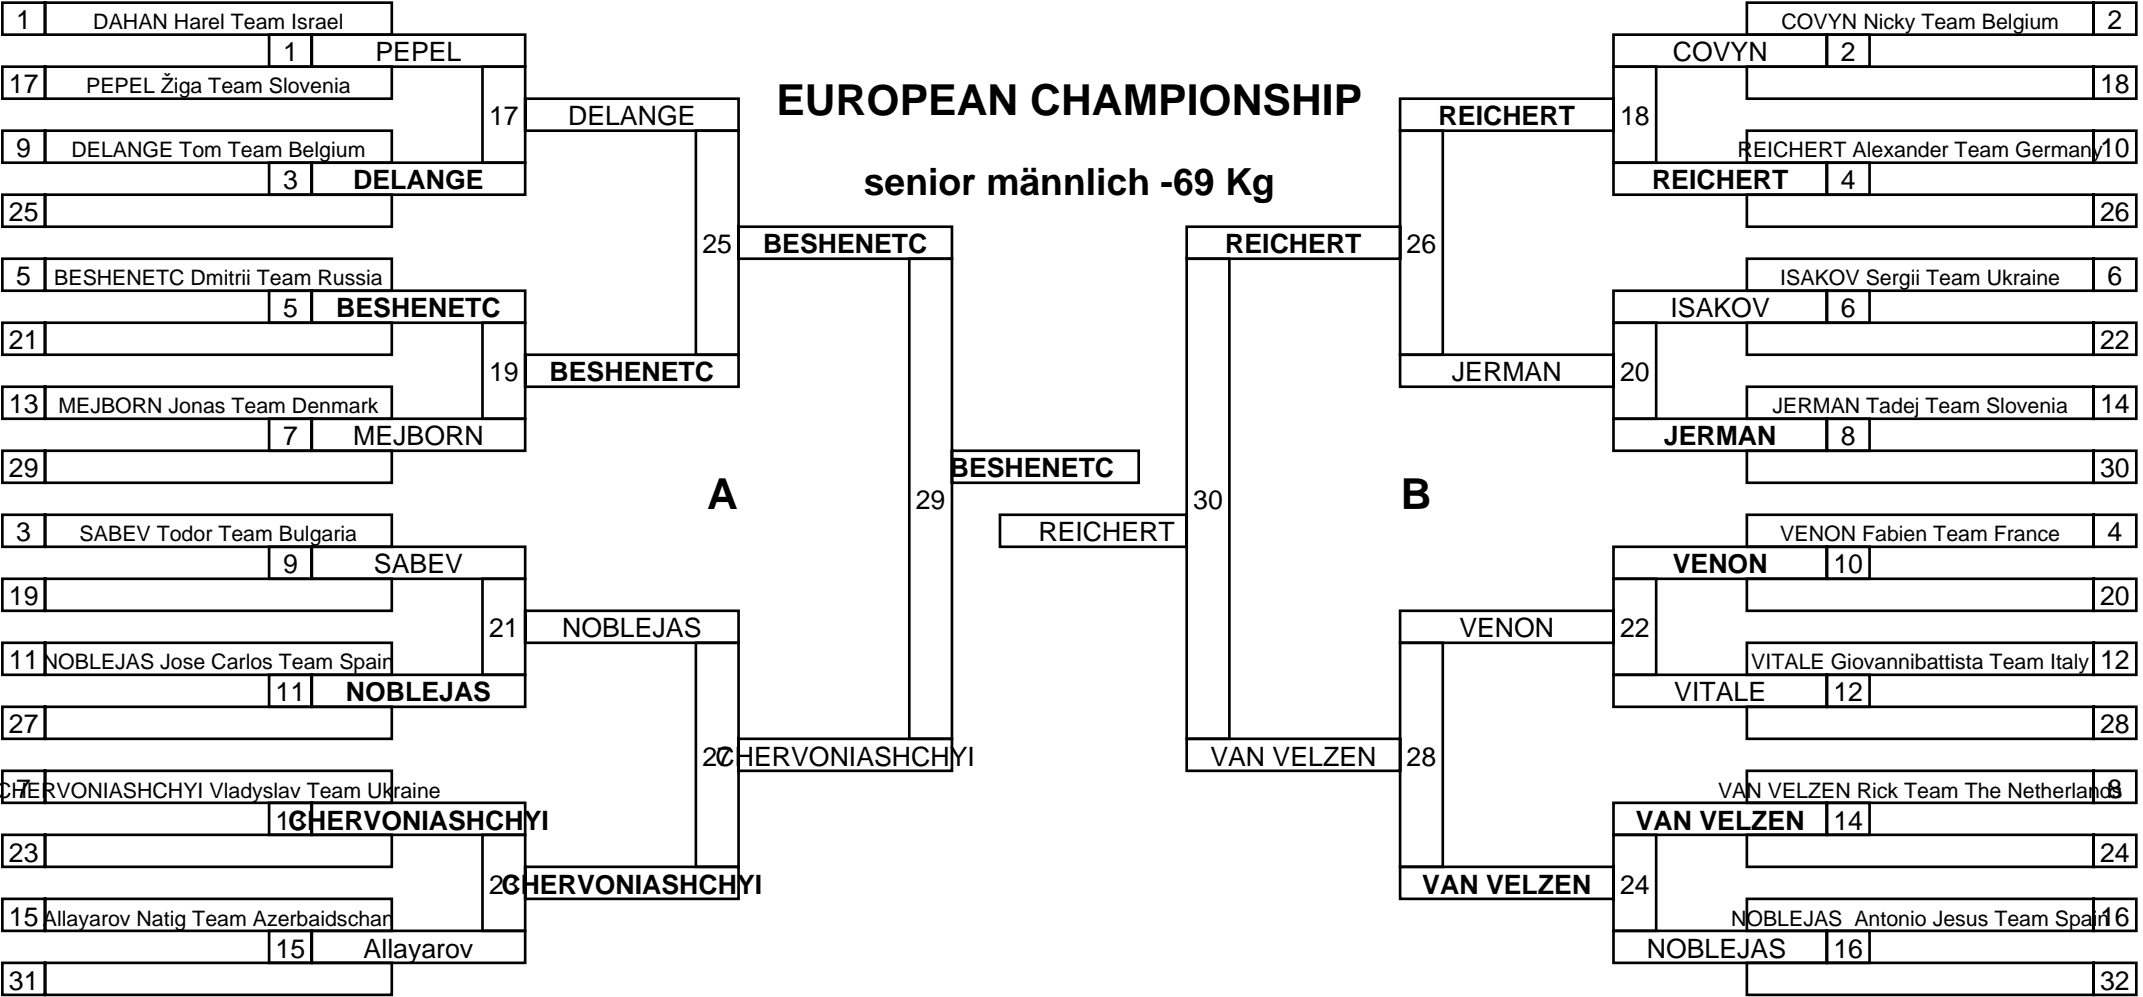 1 DAHAN Harel Team Israel
1 PEPEL
17 PEPEL Žiga Team Slovenia
17 DELANGE
9 DELANGE Tom Team Belgium
3 DELANGE
25
25 BESHENETC
5 BESHENETC Dmitrii Team Russia
5 BESHENETC
21
19 BESHENETC
13 MEJBORN Jonas Team Denmark
7 MEJBORN
29
A
29 BESHENETC
3 SABEV Todor Team Bulgaria
9 SABEV
19
21 NOBLEJAS
11 NOBLEJAS Jose Carlos Team Spain
11 NOBLEJAS
27
27 CHERVONIASHCHYI
7 CHERVONIASHCHYI Vladyslav Team Ukraine
13 CHERVONIASHCHYI
23
23 CHERVONIASHCHYI
15 Allayarov Natig Team Azerbaidschan
15 Allayarov
31
EUROPEAN CHAMPIONSHIP
senior männlich -69 Kg
COVYN Nicky Team Belgium 2
COVYN 2
18
REICHERT 18
REICHERT Alexander Team Germany 10
REICHERT 4
26
REICHERT 26
ISAKOV Sergii Team Ukraine 6
ISAKOV 6
22
JERMAN 20
JERMAN Tadej Team Slovenia 14
JERMAN 8
30
B
REICHERT 30
VENON Fabien Team France 4
VENON 10
20
VENON 22
VITALE Giovannibattista Team Italy 12
VITALE 12
28
VAN VELZEN 28
VAN VELZEN Rick Team The Netherlands 8
VAN VELZEN 14
24
VAN VELZEN 24
NOBLEJAS Antonio Jesus Team Spain 16
NOBLEJAS 16
32